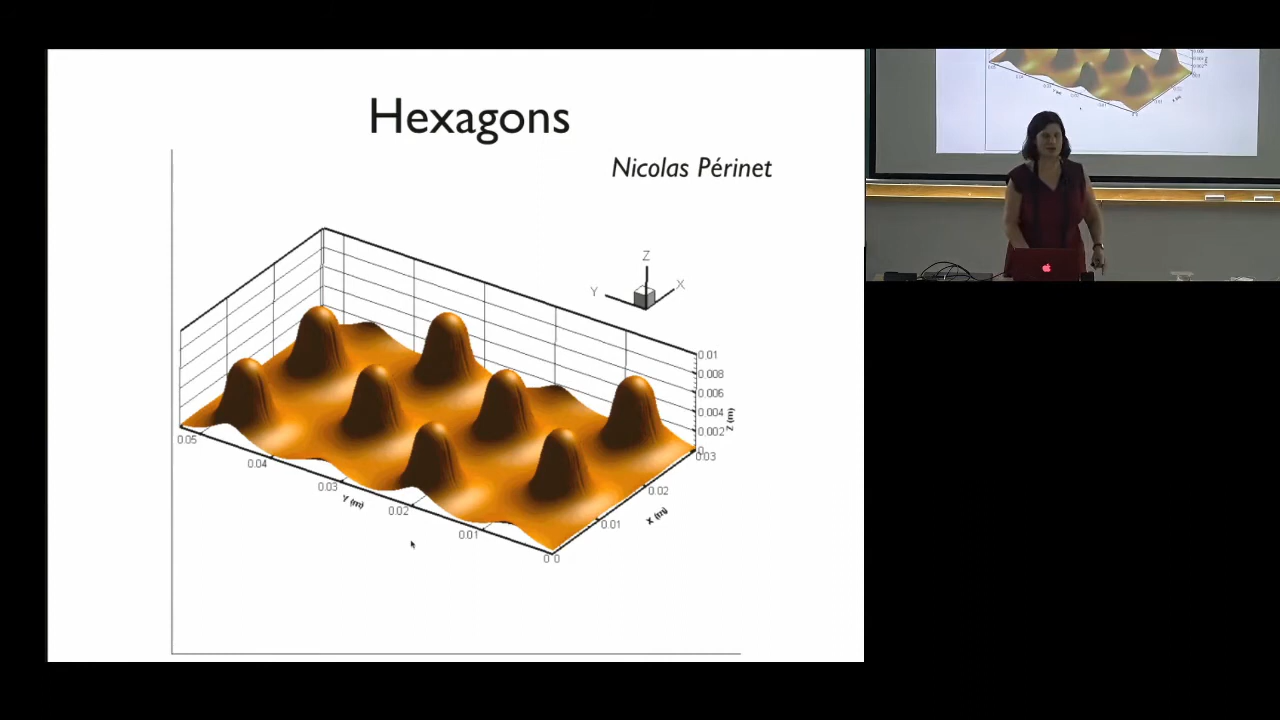 Hexagons
Nicolas Périnet
Z
Y
X
0.01
0.008
0.006
0.004
0.002
0
Z (m)
0.03
0.02
0.01
X (m)
0.05
0.04
0.03
0.02
0.01
0 0
Y (m)